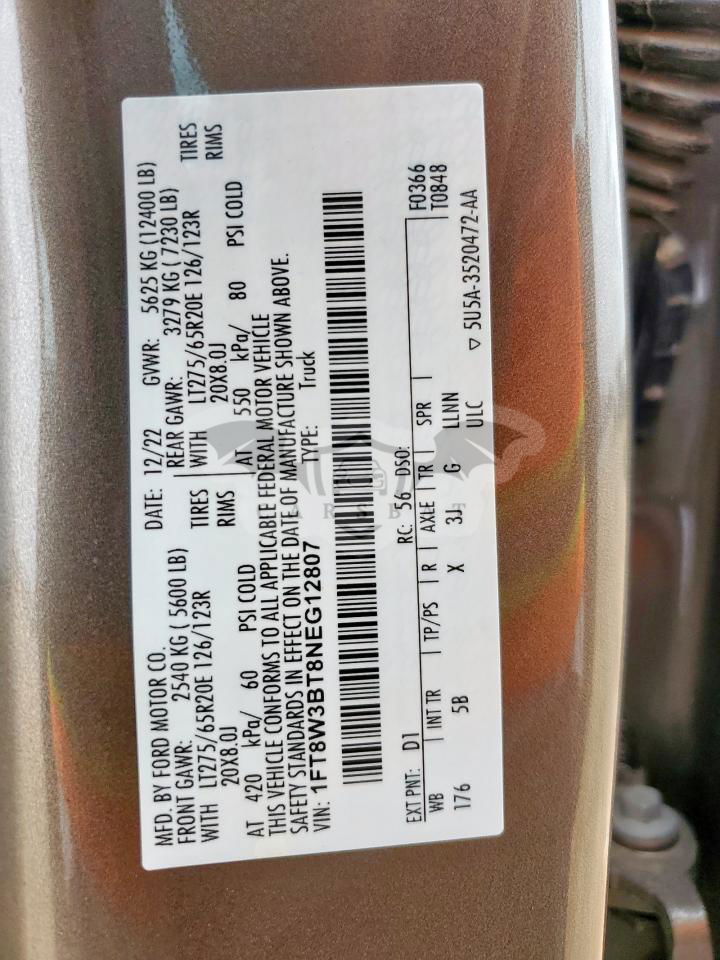 MFD. BY FORD MOTOR CO. DATE: 12/22 GVWR: 5625 KG (12400 LB)
FRONT GAWR: 2540 KG ( 5600 LB) REAR GAWR: 3279 KG ( 7230 LB)
WITH LT275/65R20E 126/123R TIRES WITH LT275/65R20E 126/123R TIRES
20X8.0J RIMS 20X8.0J RIMS
AT 420 kPa/ 60 PSI COLD AT 550 kPa/ 80 PSI COLD
THIS VEHICLE CONFORMS TO ALL APPLICABLE FEDERAL MOTOR VEHICLE
SAFETY STANDARDS IN EFFECT ON THE DATE OF MANUFACTURE SHOWN ABOVE.
VIN: 1FT8W3BT8NEG12807 TYPE: Truck
EXT PNT: D1 RC: 56 DSO: F0366
WB INT TR TP/PS R AXLE TR SPR T0848
176 5B X 3J G LLNN
ULC
▽ 5U5A-3520472-AA